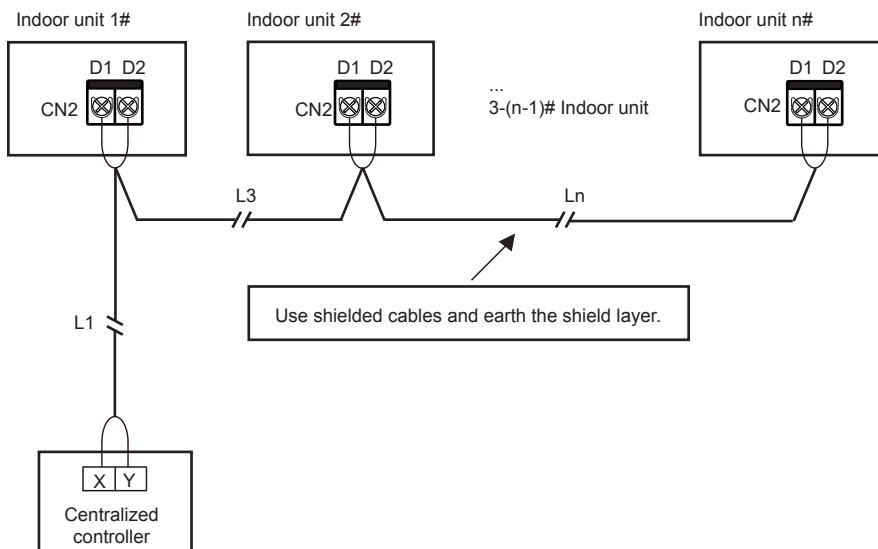 Indoor unit 1#
Indoor unit 2#
Indoor unit n#
D1 D2
CN2
D1 D2
CN2
...
3-(n-1)# Indoor unit
D1 D2
CN2
L3
Ln
Use shielded cables and earth the shield layer.
L1
X Y
Centralized
controller